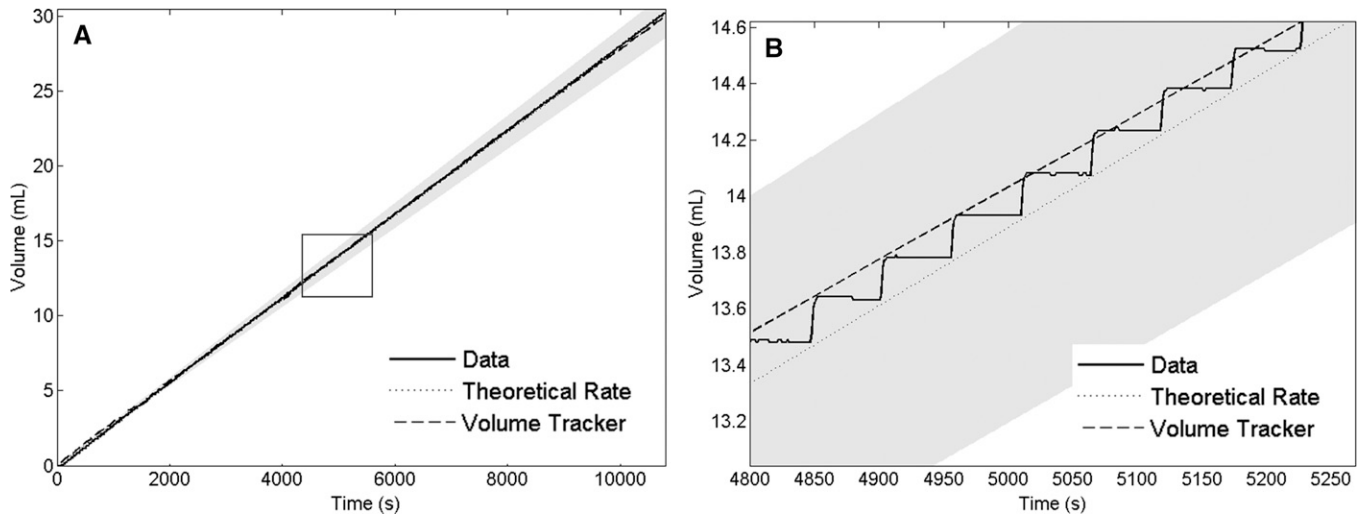 A
Volume (mL)
30
25
20
15
10
5
0
Data
Theoretical Rate
Volume Tracker
0 2000 4000 6000 8000 10000
Time (s)
B
Volume (mL)
14.6
14.4
14.2
14
13.8
13.6
13.4
13.2
Data
Theoretical Rate
Volume Tracker
4800 4850 4900 4950 5000 5050 5100 5150 5200 5250
Time (s)